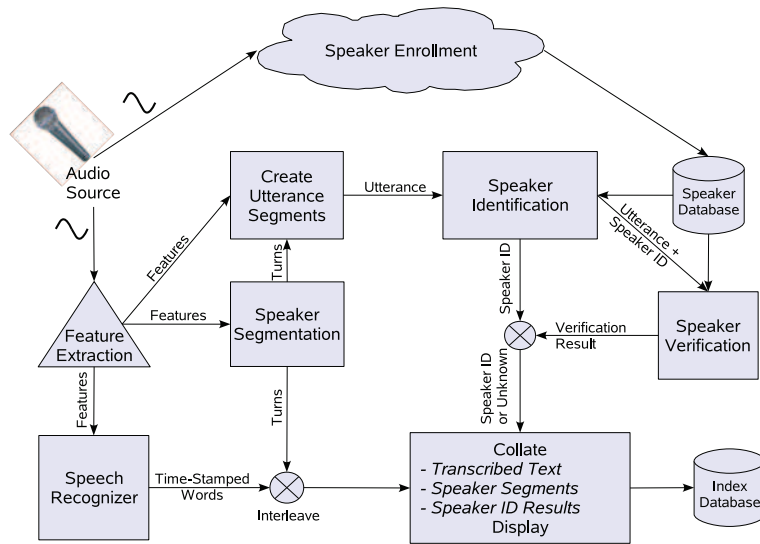 Speaker Enrollment
Audio
Source
Create
Utterance
Segments
Utterance
Speaker
Identification
Speaker
Database
Utterance +
Speaker ID
Features
Turns
Speaker ID
Feature
Extraction
Features
Speaker
Segmentation
Verification
Result
Speaker
Verification
Features
Turns
Speaker ID
or Unknown
Speech
Recognizer
Time-Stamped
Words
Interleave
Collate
- Transcribed Text
- Speaker Segments
- Speaker ID Results
Display
Index
Database